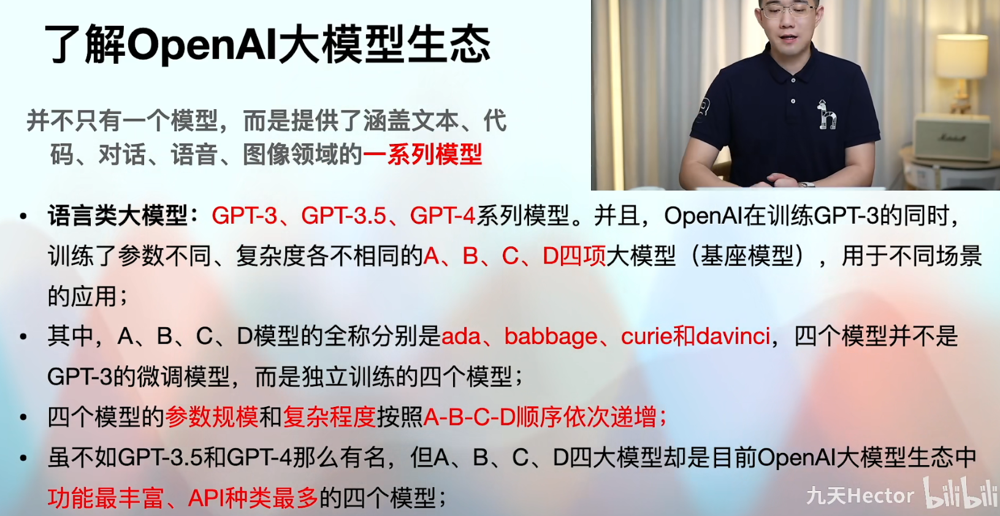 了解OpenAI大模型生态
并不只有一个模型，而是提供了涵盖文本、代
码、对话、语音、图像领域的一系列模型
• 语言类大模型：GPT-3、GPT-3.5、GPT-4系列模型。并且，OpenAI在训练GPT-3的同时，
训练了参数不同、复杂度各不相同的A、B、C、D四项大模型（基座模型），用于不同场景
的应用；
• 其中，A、B、C、D模型的全称分别是ada、babbage、curie和davinci，四个模型并不是
GPT-3的微调模型，而是独立训练的四个模型；
• 四个模型的参数规模和复杂程度按照A-B-C-D顺序依次递增；
• 虽不如GPT-3.5和GPT-4那么有名，但A、B、C、D四大模型却是目前OpenAI大模型生态中
功能最丰富、API种类最多的四个模型；
Marshall
九天Hector bilibili